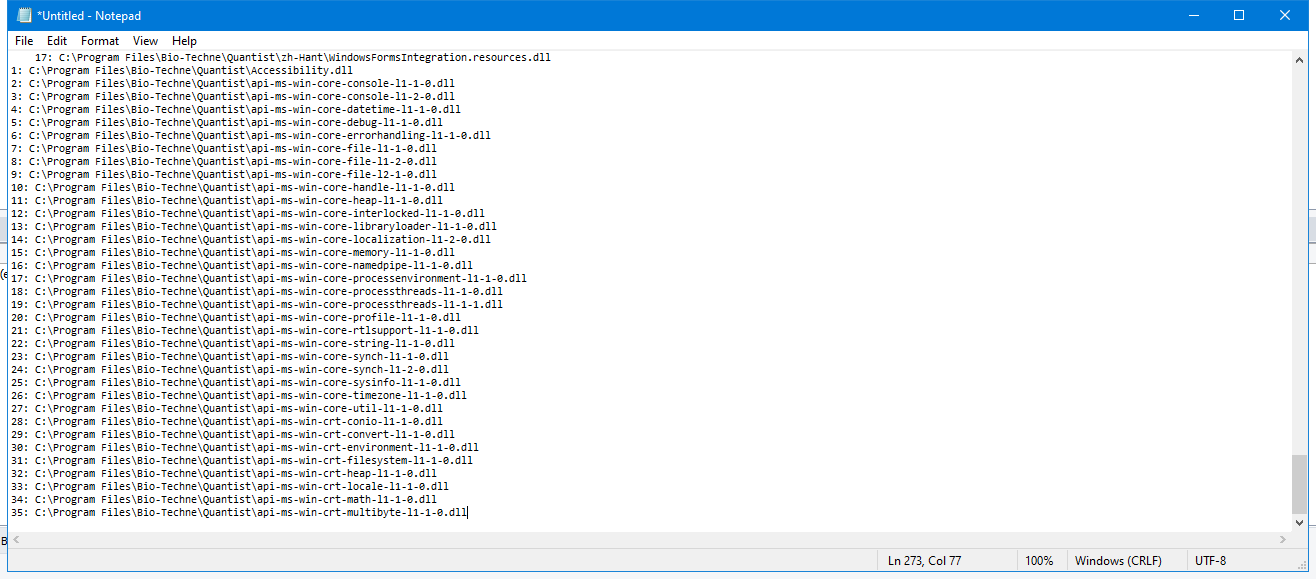 *Untitled - Notepad
File Edit Format View Help
17: C:\Program Files\Bio-Techne\Quantist\zh-Hant\WindowsFormsIntegration.resources.dll
1: C:\Program Files\Bio-Techne\Quantist\Accessibility.dll
2: C:\Program Files\Bio-Techne\Quantist\api-ms-win-core-console-l1-1-0.dll
3: C:\Program Files\Bio-Techne\Quantist\api-ms-win-core-console-l1-2-0.dll
4: C:\Program Files\Bio-Techne\Quantist\api-ms-win-core-datetime-l1-1-0.dll
5: C:\Program Files\Bio-Techne\Quantist\api-ms-win-core-debug-l1-1-0.dll
6: C:\Program Files\Bio-Techne\Quantist\api-ms-win-core-errorhandling-l1-1-0.dll
7: C:\Program Files\Bio-Techne\Quantist\api-ms-win-core-file-l1-1-0.dll
8: C:\Program Files\Bio-Techne\Quantist\api-ms-win-core-file-l1-2-0.dll
9: C:\Program Files\Bio-Techne\Quantist\api-ms-win-core-file-l2-1-0.dll
10: C:\Program Files\Bio-Techne\Quantist\api-ms-win-core-handle-l1-1-0.dll
11: C:\Program Files\Bio-Techne\Quantist\api-ms-win-core-heap-l1-1-0.dll
12: C:\Program Files\Bio-Techne\Quantist\api-ms-win-core-interlocked-l1-1-0.dll
13: C:\Program Files\Bio-Techne\Quantist\api-ms-win-core-libraryloader-l1-1-0.dll
14: C:\Program Files\Bio-Techne\Quantist\api-ms-win-core-localization-l1-2-0.dll
15: C:\Program Files\Bio-Techne\Quantist\api-ms-win-core-memory-l1-1-0.dll
16: C:\Program Files\Bio-Techne\Quantist\api-ms-win-core-namedpipe-l1-1-0.dll
17: C:\Program Files\Bio-Techne\Quantist\api-ms-win-core-processenvironment-l1-1-0.dll
18: C:\Program Files\Bio-Techne\Quantist\api-ms-win-core-processthreads-l1-1-0.dll
19: C:\Program Files\Bio-Techne\Quantist\api-ms-win-core-processthreads-l1-1-1.dll
20: C:\Program Files\Bio-Techne\Quantist\api-ms-win-core-profile-l1-1-0.dll
21: C:\Program Files\Bio-Techne\Quantist\api-ms-win-core-rtlsupport-l1-1-0.dll
22: C:\Program Files\Bio-Techne\Quantist\api-ms-win-core-string-l1-1-0.dll
23: C:\Program Files\Bio-Techne\Quantist\api-ms-win-core-synch-l1-1-0.dll
24: C:\Program Files\Bio-Techne\Quantist\api-ms-win-core-synch-l1-2-0.dll
25: C:\Program Files\Bio-Techne\Quantist\api-ms-win-core-sysinfo-l1-1-0.dll
26: C:\Program Files\Bio-Techne\Quantist\api-ms-win-core-timezone-l1-1-0.dll
27: C:\Program Files\Bio-Techne\Quantist\api-ms-win-core-util-l1-1-0.dll
28: C:\Program Files\Bio-Techne\Quantist\api-ms-win-crt-conio-l1-1-0.dll
29: C:\Program Files\Bio-Techne\Quantist\api-ms-win-crt-convert-l1-1-0.dll
30: C:\Program Files\Bio-Techne\Quantist\api-ms-win-crt-environment-l1-1-0.dll
31: C:\Program Files\Bio-Techne\Quantist\api-ms-win-crt-filesystem-l1-1-0.dll
32: C:\Program Files\Bio-Techne\Quantist\api-ms-win-crt-heap-l1-1-0.dll
33: C:\Program Files\Bio-Techne\Quantist\api-ms-win-crt-locale-l1-1-0.dll
34: C:\Program Files\Bio-Techne\Quantist\api-ms-win-crt-math-l1-1-0.dll
35: C:\Program Files\Bio-Techne\Quantist\api-ms-win-crt-multibyte-l1-1-0.dll
Ln 273, Col 77 100% Windows (CRLF) UTF-8